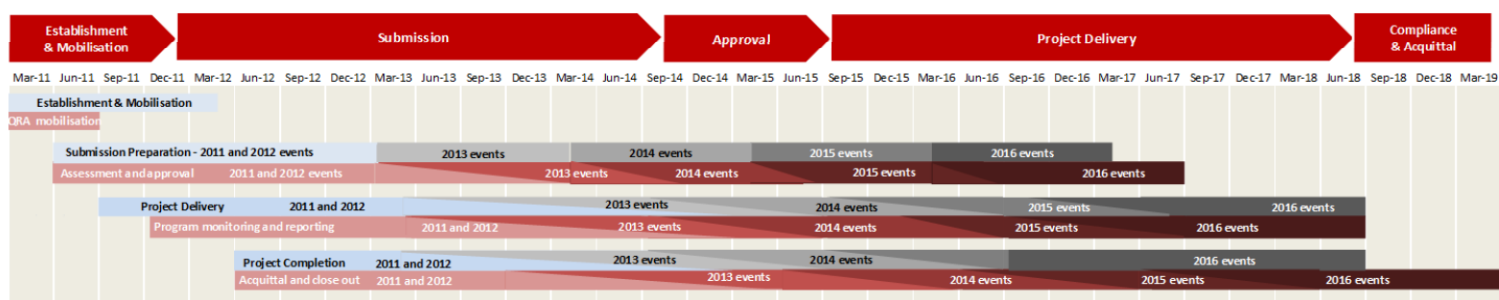 Establishment
& Mobilisation
Submission
Approval
Project Delivery
Compliance
& Acquittal
Mar-11 Jun-11 Sep-11 Dec-11 Mar-12 Jun-12 Sep-12 Dec-12 Mar-13 Jun-13 Sep-13 Dec-13 Mar-14 Jun-14 Sep-14 Dec-14 Mar-15 Jun-15 Sep-15 Dec-15 Mar-16 Jun-16 Sep-16 Dec-16 Mar-17 Jun-17 Sep-17 Dec-17 Mar-18 Jun-18 Sep-18 Dec-18 Mar-19
Establishment & Mobilisation
QRA mobilisation
Submission Preparation - 2011 and 2012 events 2013 events 2014 events 2015 events 2016 events
Assessment and approval 2011 and 2012 events 2013 events 2014 events 2015 events 2016 events
Project Delivery 2011 and 2012 2013 events 2014 events 2015 events 2016 events
Program monitoring and reporting 2011 and 2012 2013 events 2014 events 2015 events 2016 events
Project Completion 2011 and 2012 2013 events 2014 events 2016 events
Acquittal and close out 2011 and 2012 2013 events 2014 events 2015 events 2016 events